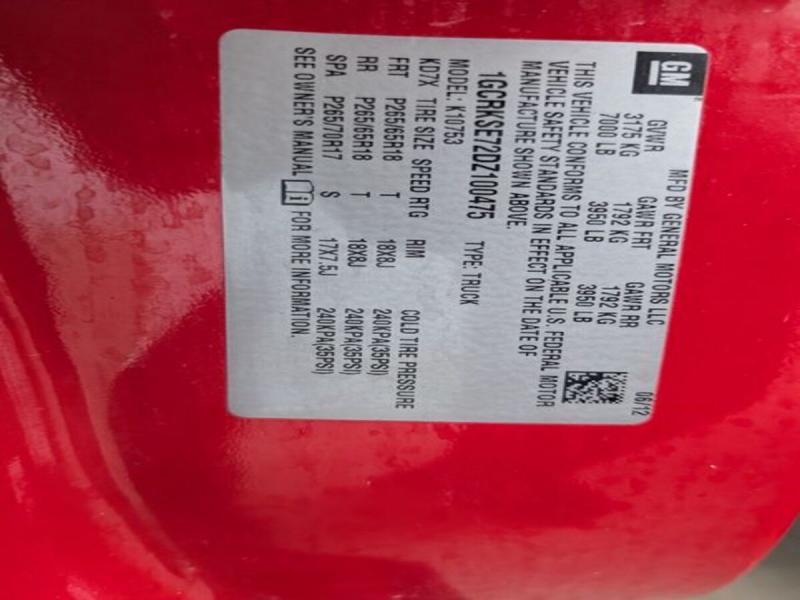 GM
MFD BY GENERAL MOTORS LLC 06/12
GVWR GAWR FRT GAWR RR
3175 KG 1792 KG 1792 KG
7000 LB 3950 LB 3950 LB
THIS VEHICLE CONFORMS TO ALL APPLICABLE U.S. FEDERAL MOTOR
VEHICLE SAFETY STANDARDS IN EFFECT ON THE DATE OF
MANUFACTURE SHOWN ABOVE.
1GCRKSE72DZ100475 TYPE: TRUCK
MODEL: K10753
KD7X TIRE SIZE SPEED RTG RIM COLD TIRE PRESSURE
FRT P265/65R18 T 18X8J 240KPA(35PSI)
RR P265/65R18 T 18X8J 240KPA(35PSI)
SPA P265/70R17 S 17X7.5J 240KPA(35PSI)
SEE OWNER'S MANUAL i FOR MORE INFORMATION.